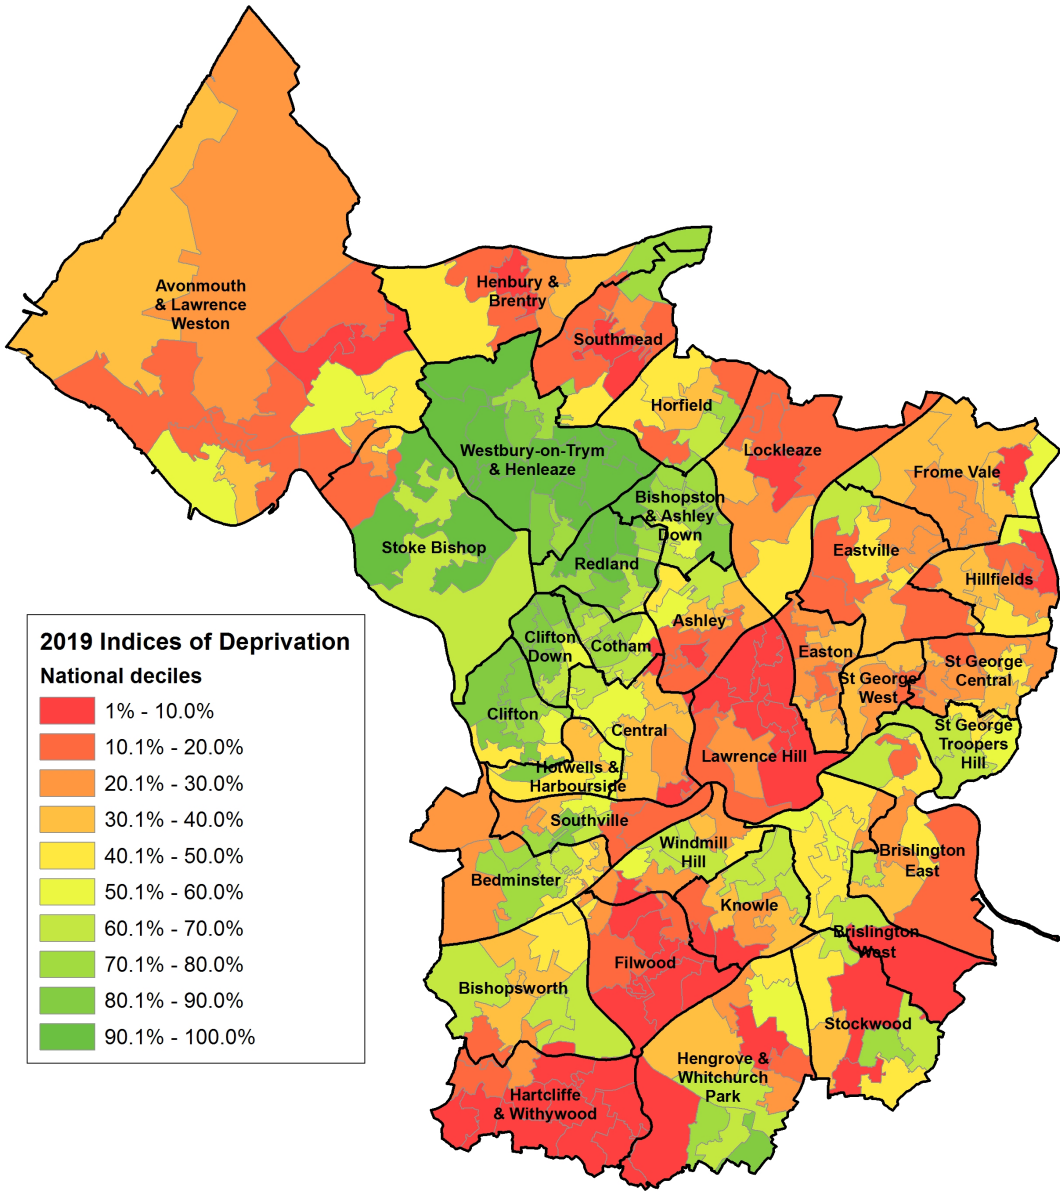 Avonmouth
& Lawrence
Weston
Henbury &
Brentry
Southmead
Horfield
Lockleaze
Westbury-on-Trym
& Henleaze
Frome Vale
Bishopston
& Ashley
Down
Stoke Bishop
Redland
Eastville
Hillfields
Ashley
Clifton
Down
Cotham
Easton
St George
West
St George
Central
Clifton
Central
St George
Troopers
Hill
Lawrence Hill
Hotwells &
Harbourside
Southville
Windmill
Hill
Brislington
East
Bedminster
Knowle
Brislington
West
Filwood
Bishopsworth
Stockwood
Hengrove &
Whitchurch
Park
Hartcliffe
& Withywood
2019 Indices of Deprivation
National deciles
1% - 10.0%
10.1% - 20.0%
20.1% - 30.0%
30.1% - 40.0%
40.1% - 50.0%
50.1% - 60.0%
60.1% - 70.0%
70.1% - 80.0%
80.1% - 90.0%
90.1% - 100.0%